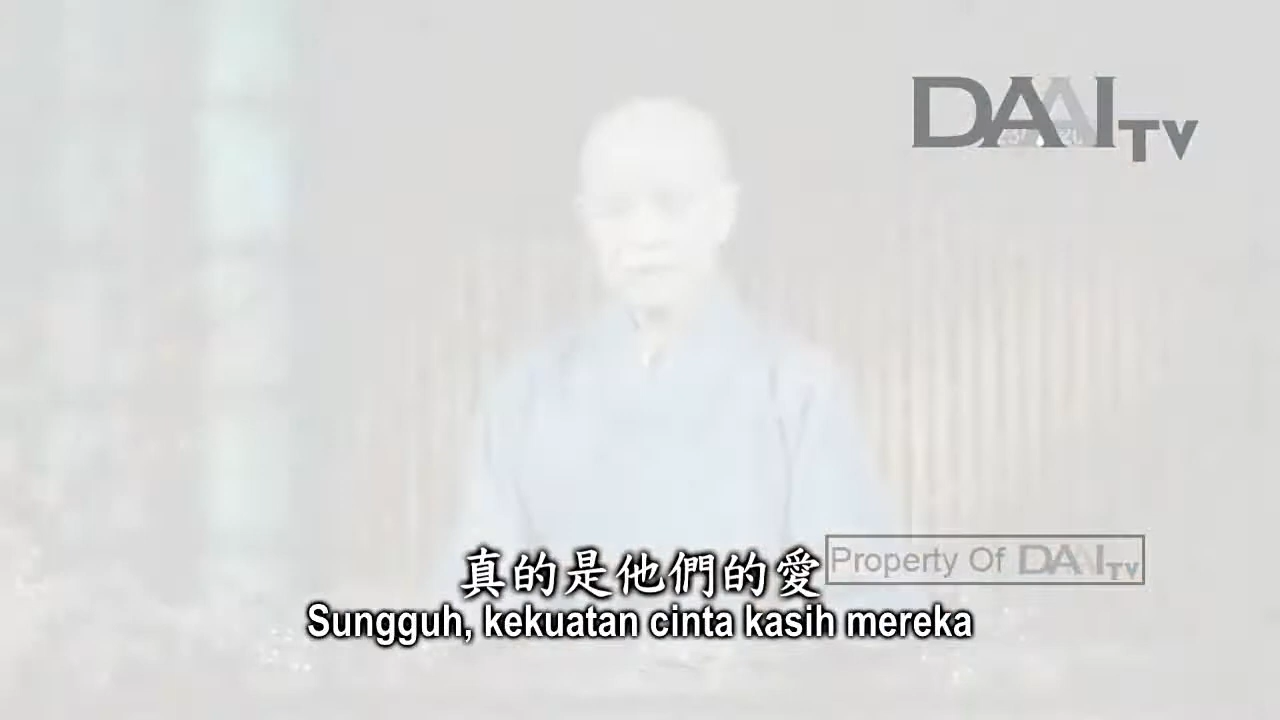 DAAI TV
真的是他們的愛
Property Of DAAI TV
Sungguh, kekuatan cinta kasih mereka